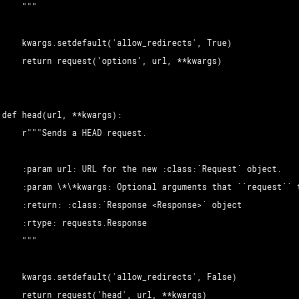 """
kwargs.setdefault('allow_redirects', True)
return request('options', url, **kwargs)
def head(url, **kwargs):
r"""Sends a HEAD request.
:param url: URL for the new :class:`Request` object.
:param \*\*kwargs: Optional arguments that ``request``
:return: :class:`Response <Response>` object
:rtype: requests.Response
"""
kwargs.setdefault('allow_redirects', False)
return request('head', url, **kwargs)